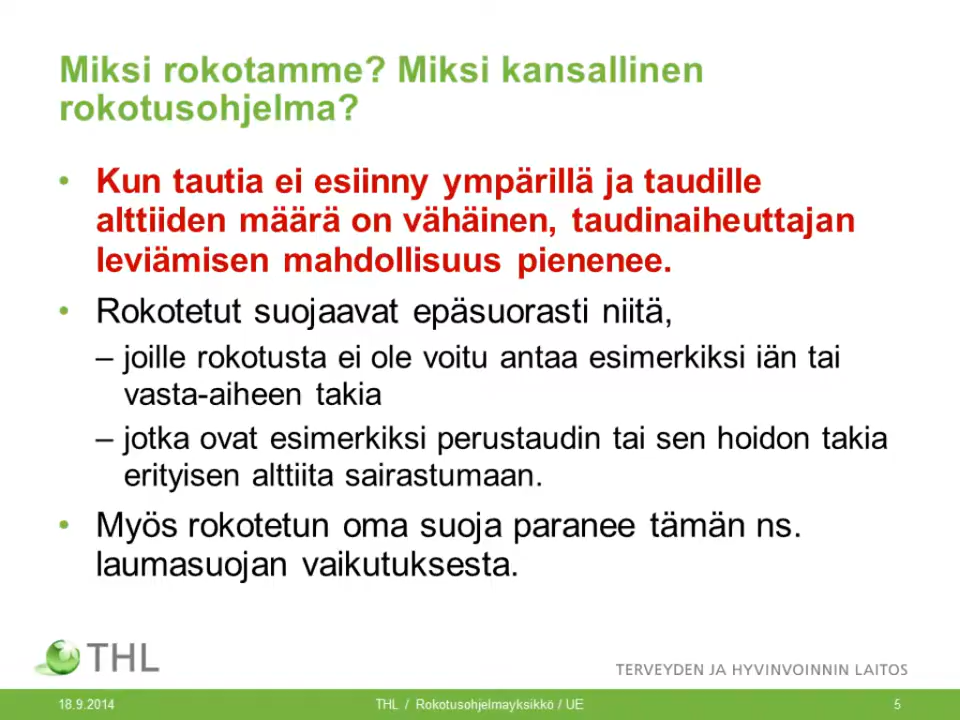 Miksi rokotamme? Miksi kansallinen
rokotusohjelma?
• Kun tautia ei esiinny ympärillä ja taudille
alttiiden määrä on vähäinen, taudinaiheuttajan
leviämisen mahdollisuus pienenee.
• Rokotetut suojaavat epäsuorasti niitä,
– joille rokotusta ei ole voitu antaa esimerkiksi iän tai
vasta-aiheen takia
– jotka ovat esimerkiksi perustaudin tai sen hoidon takia
erityisen alttiita sairastumaan.
• Myös rokotetun oma suoja paranee tämän ns.
laumasuojan vaikutuksesta.
THL
TERVEYDEN JA HYVINVOINNIN LAITOS
18.9.2014 THL / Rokotusohjelmayksikkö / UE 5